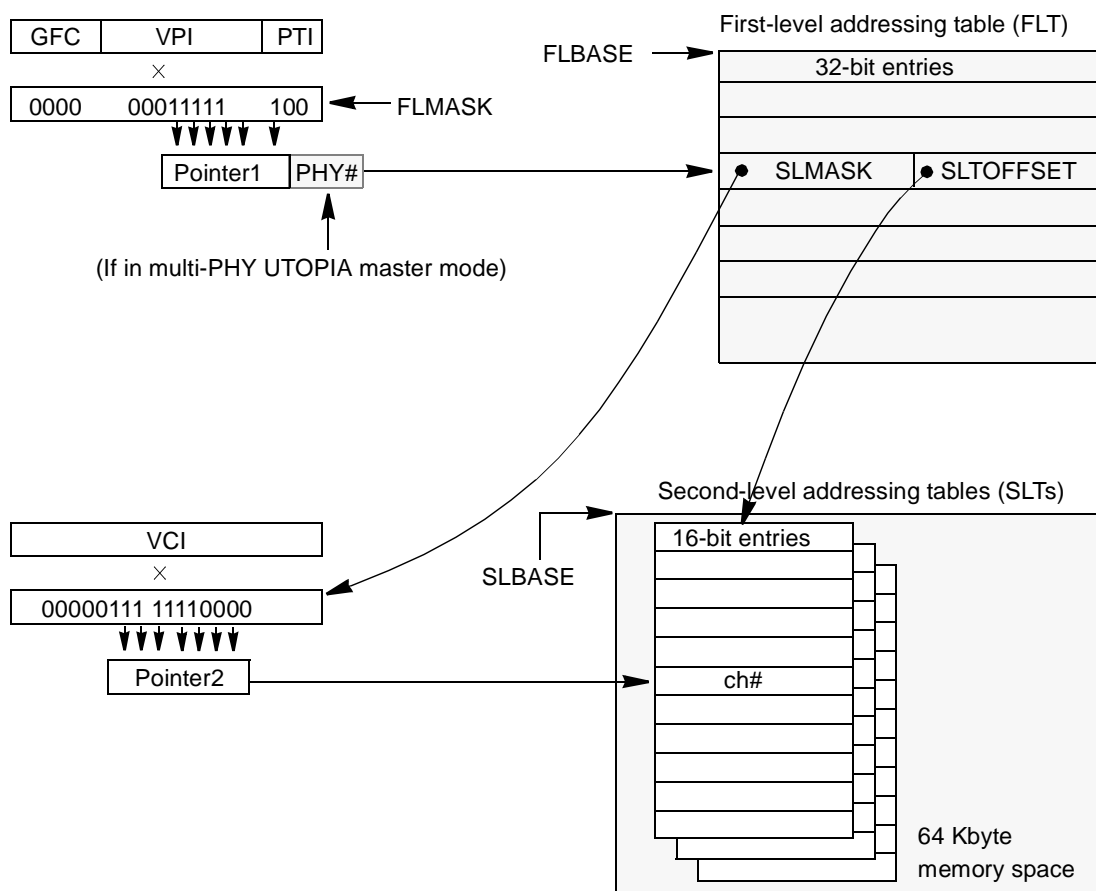 First-level addressing table (FLT)
GFC VPI PTI
FLBASE
×
32-bit entries
0000 00011111 100
FLMASK
Pointer1 PHY#
SLMASK SLTOFFSET
(If in multi-PHY UTOPIA master mode)
Second-level addressing tables (SLTs)
VCI
16-bit entries
×
SLBASE
00000111 11110000
Pointer2
ch#
64 Kbyte
memory space